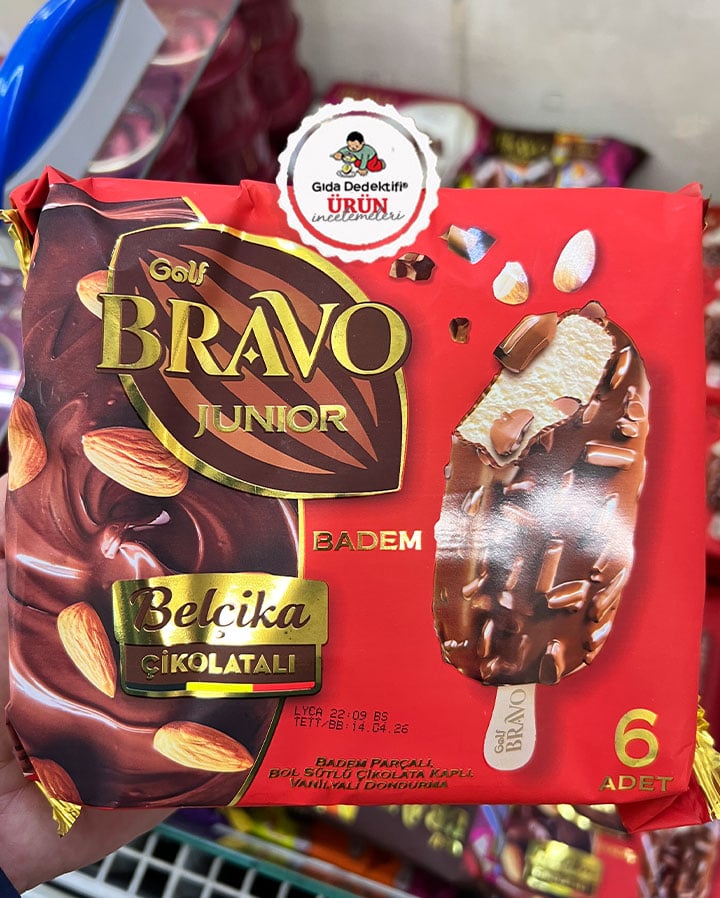 Gıda Dedektifi®
ÜRÜN
incelemeleri
Golf
BRAVO
JUNIOR
BADEM
Belçika
ÇİKOLATALI
LYCA 22:09 BS
TETT/BB:14.04.26
BADEM PARÇALI,
BOL SÜTLÜ ÇİKOLATA KAPLI,
VANİLYALI DONDURMA
Golf
BRAVO
6
ADET